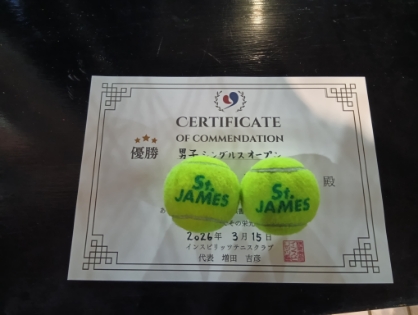 CERTIFICATE
OF COMMENDATION
優勝 男子シングルスオープン
殿
St.
JAMES
St.
JAMES
2026年 3月15日
インスピリッツテニスクラブ
代表 増田 吉彦